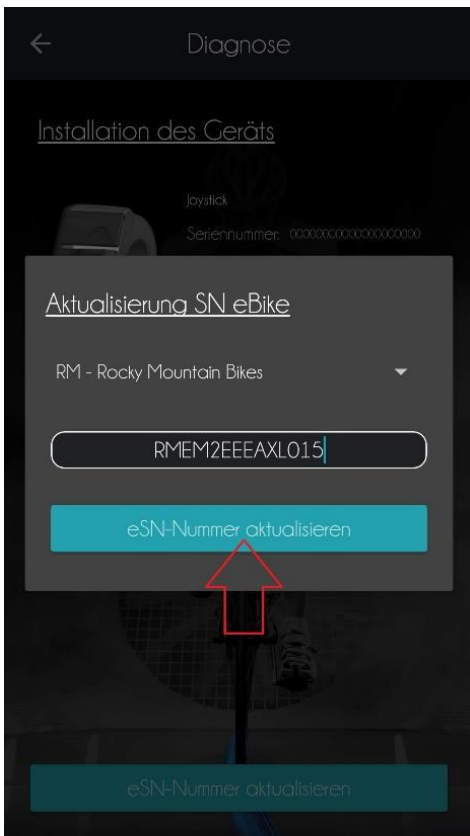 Diagnose
Installation des Geräts
Joystick
Seriennummer: 0000000000000000000
Aktualisierung SN eBike
RM - Rocky Mountain Bikes
RMEM2EEEAXL015
eSN-Nummer aktualisieren
eSN-Nummer aktualisieren